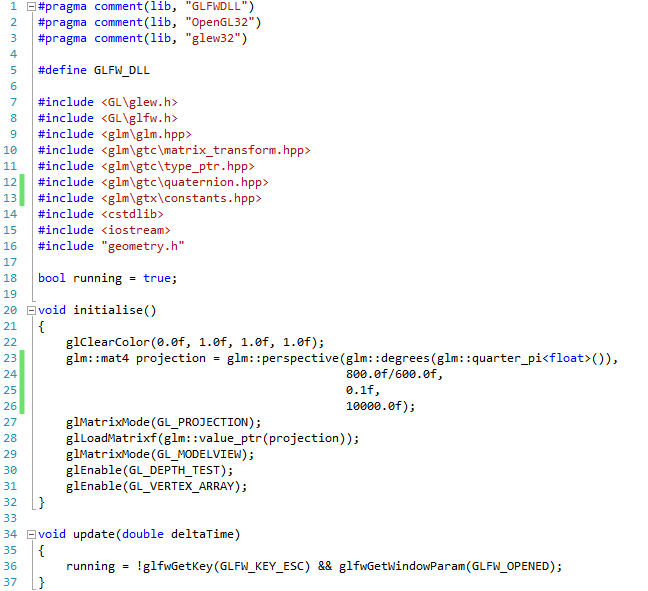 1 #pragma comment(lib, "GLFWDLL")
2 #pragma comment(lib, "OpenGL32")
3 #pragma comment(lib, "glew32")
4
5 #define GLFW_DLL
6
7 #include <GL\glew.h>
8 #include <GL\glfw.h>
9 #include <glm\glm.hpp>
10 #include <glm\gtc\matrix_transform.hpp>
11 #include <glm\gtc\type_ptr.hpp>
12 #include <glm\gtc\quaternion.hpp>
13 #include <glm\gtx\constants.hpp>
14 #include <cstdlib>
15 #include <iostream>
16 #include "geometry.h"
17
18 bool running = true;
19
20 void initialise()
21 {
22     glClearColor(0.0f, 1.0f, 1.0f, 1.0f);
23     glm::mat4 projection = glm::perspective(glm::degrees(glm::quarter_pi<float>()),
24                                             800.0f/600.0f,
25                                             0.1f,
26                                             10000.0f);
27     glMatrixMode(GL_PROJECTION);
28     glLoadMatrixf(glm::value_ptr(projection));
29     glMatrixMode(GL_MODELVIEW);
30     glEnable(GL_DEPTH_TEST);
31     glEnable(GL_VERTEX_ARRAY);
32 }
33
34 void update(double deltaTime)
35 {
36     running = !glfwGetKey(GLFW_KEY_ESC) && glfwGetWindowParam(GLFW_OPENED);
37 }